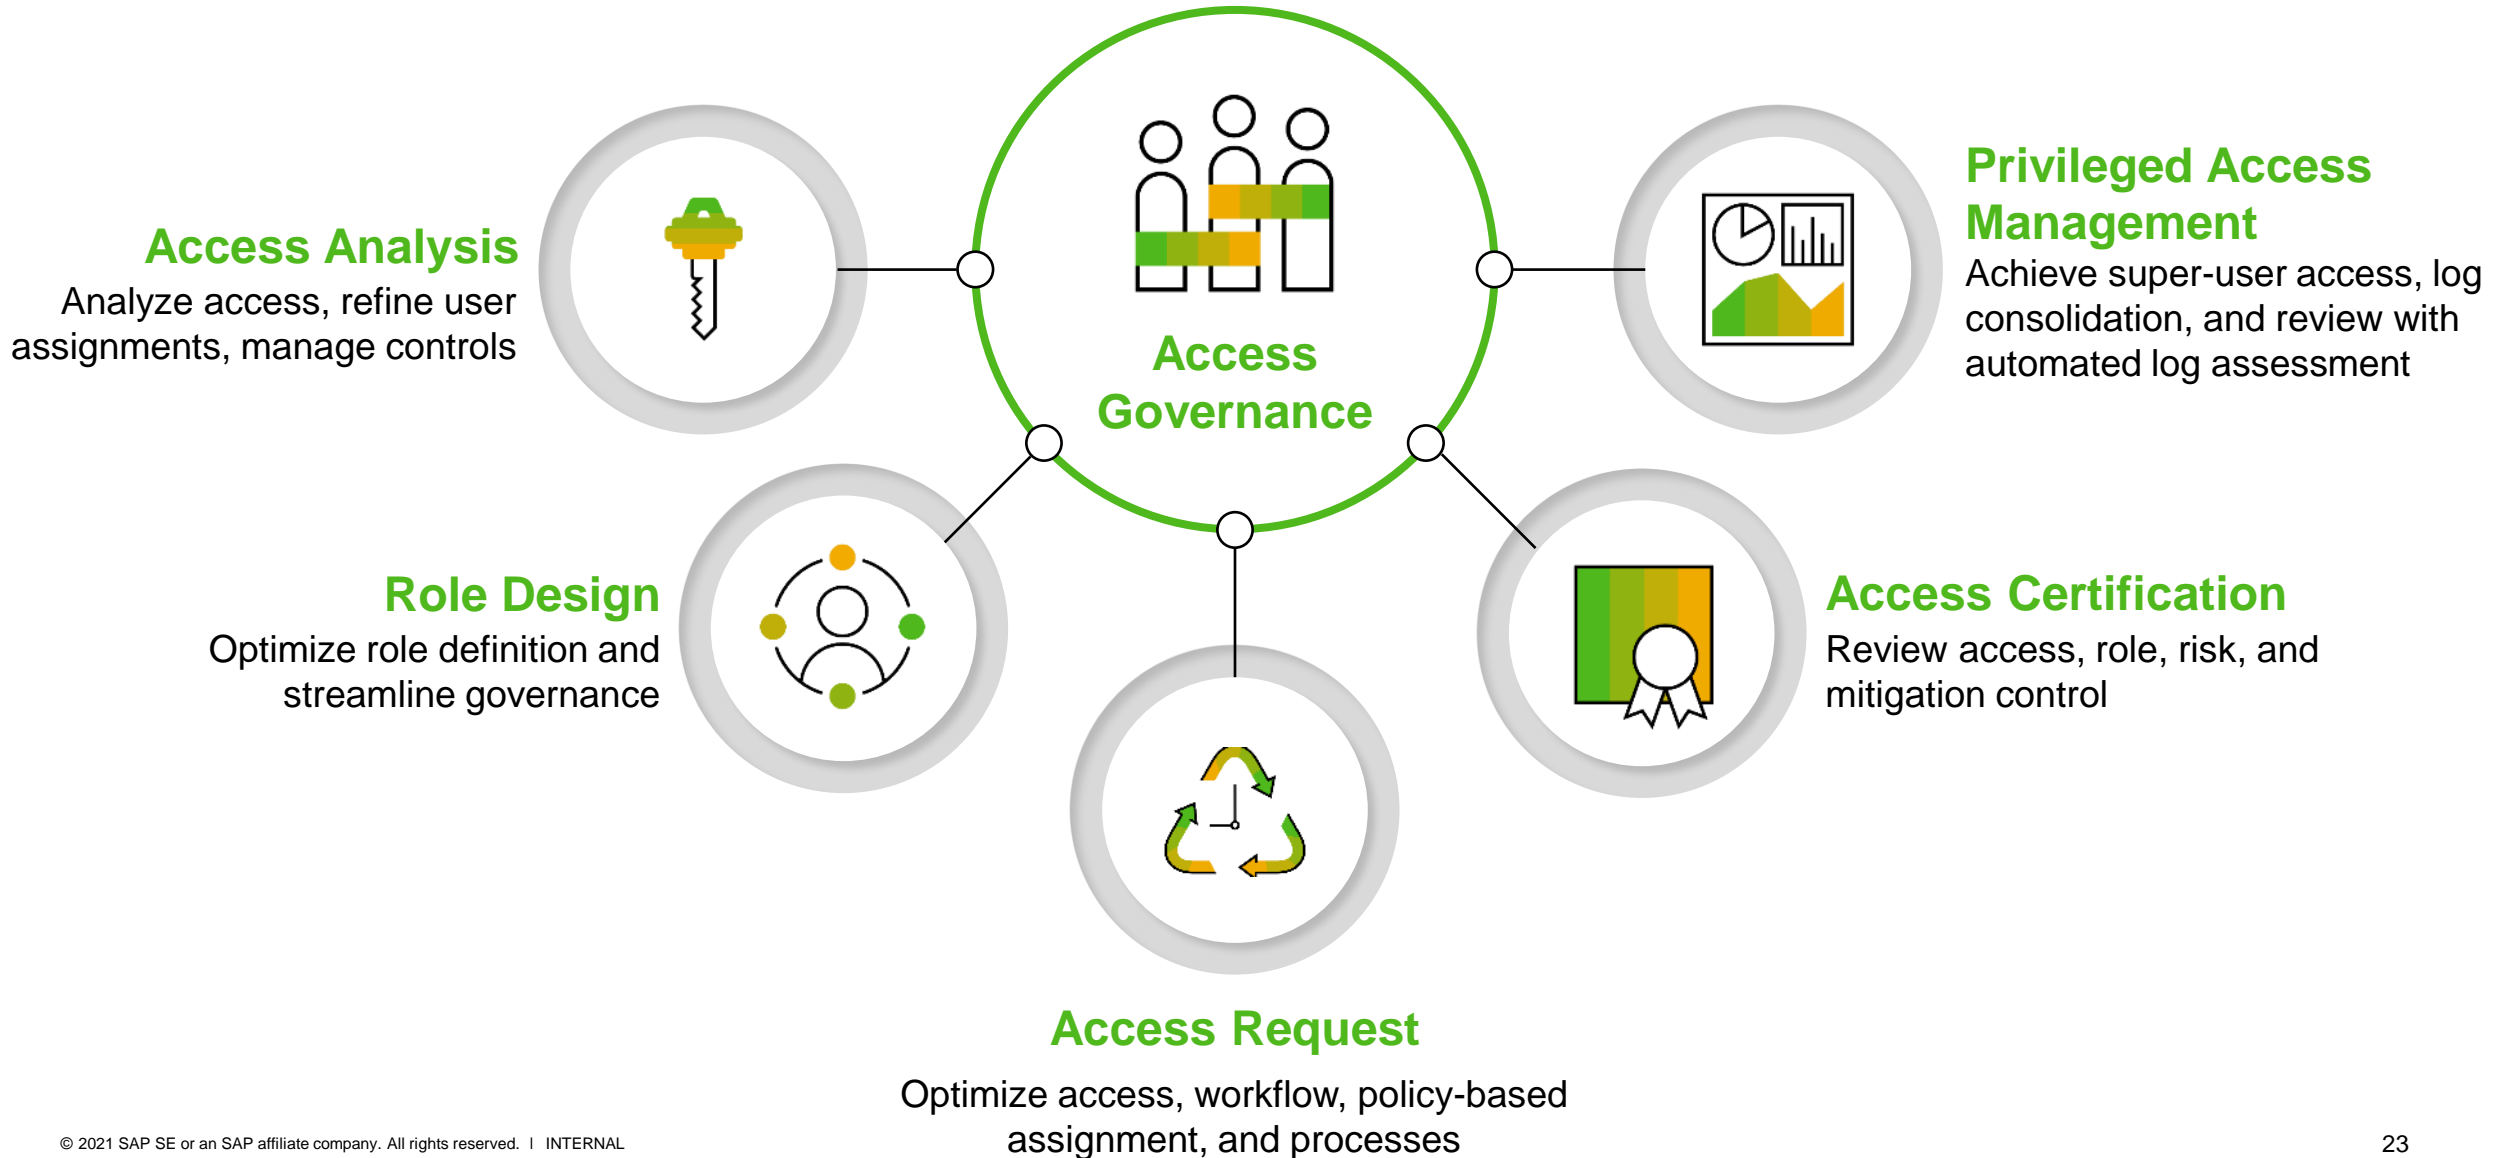 Access
Governance
Access Analysis
Analyze access, refine user
assignments, manage controls
Role Design
Optimize role definition and
streamline governance
Access Request
Optimize access, workflow, policy-based
assignment, and processes
Access Certification
Review access, role, risk, and
mitigation control
Privileged Access
Management
Achieve super-user access, log
consolidation, and review with
automated log assessment
© 2021 SAP SE or an SAP affiliate company. All rights reserved. ǀ INTERNAL
23